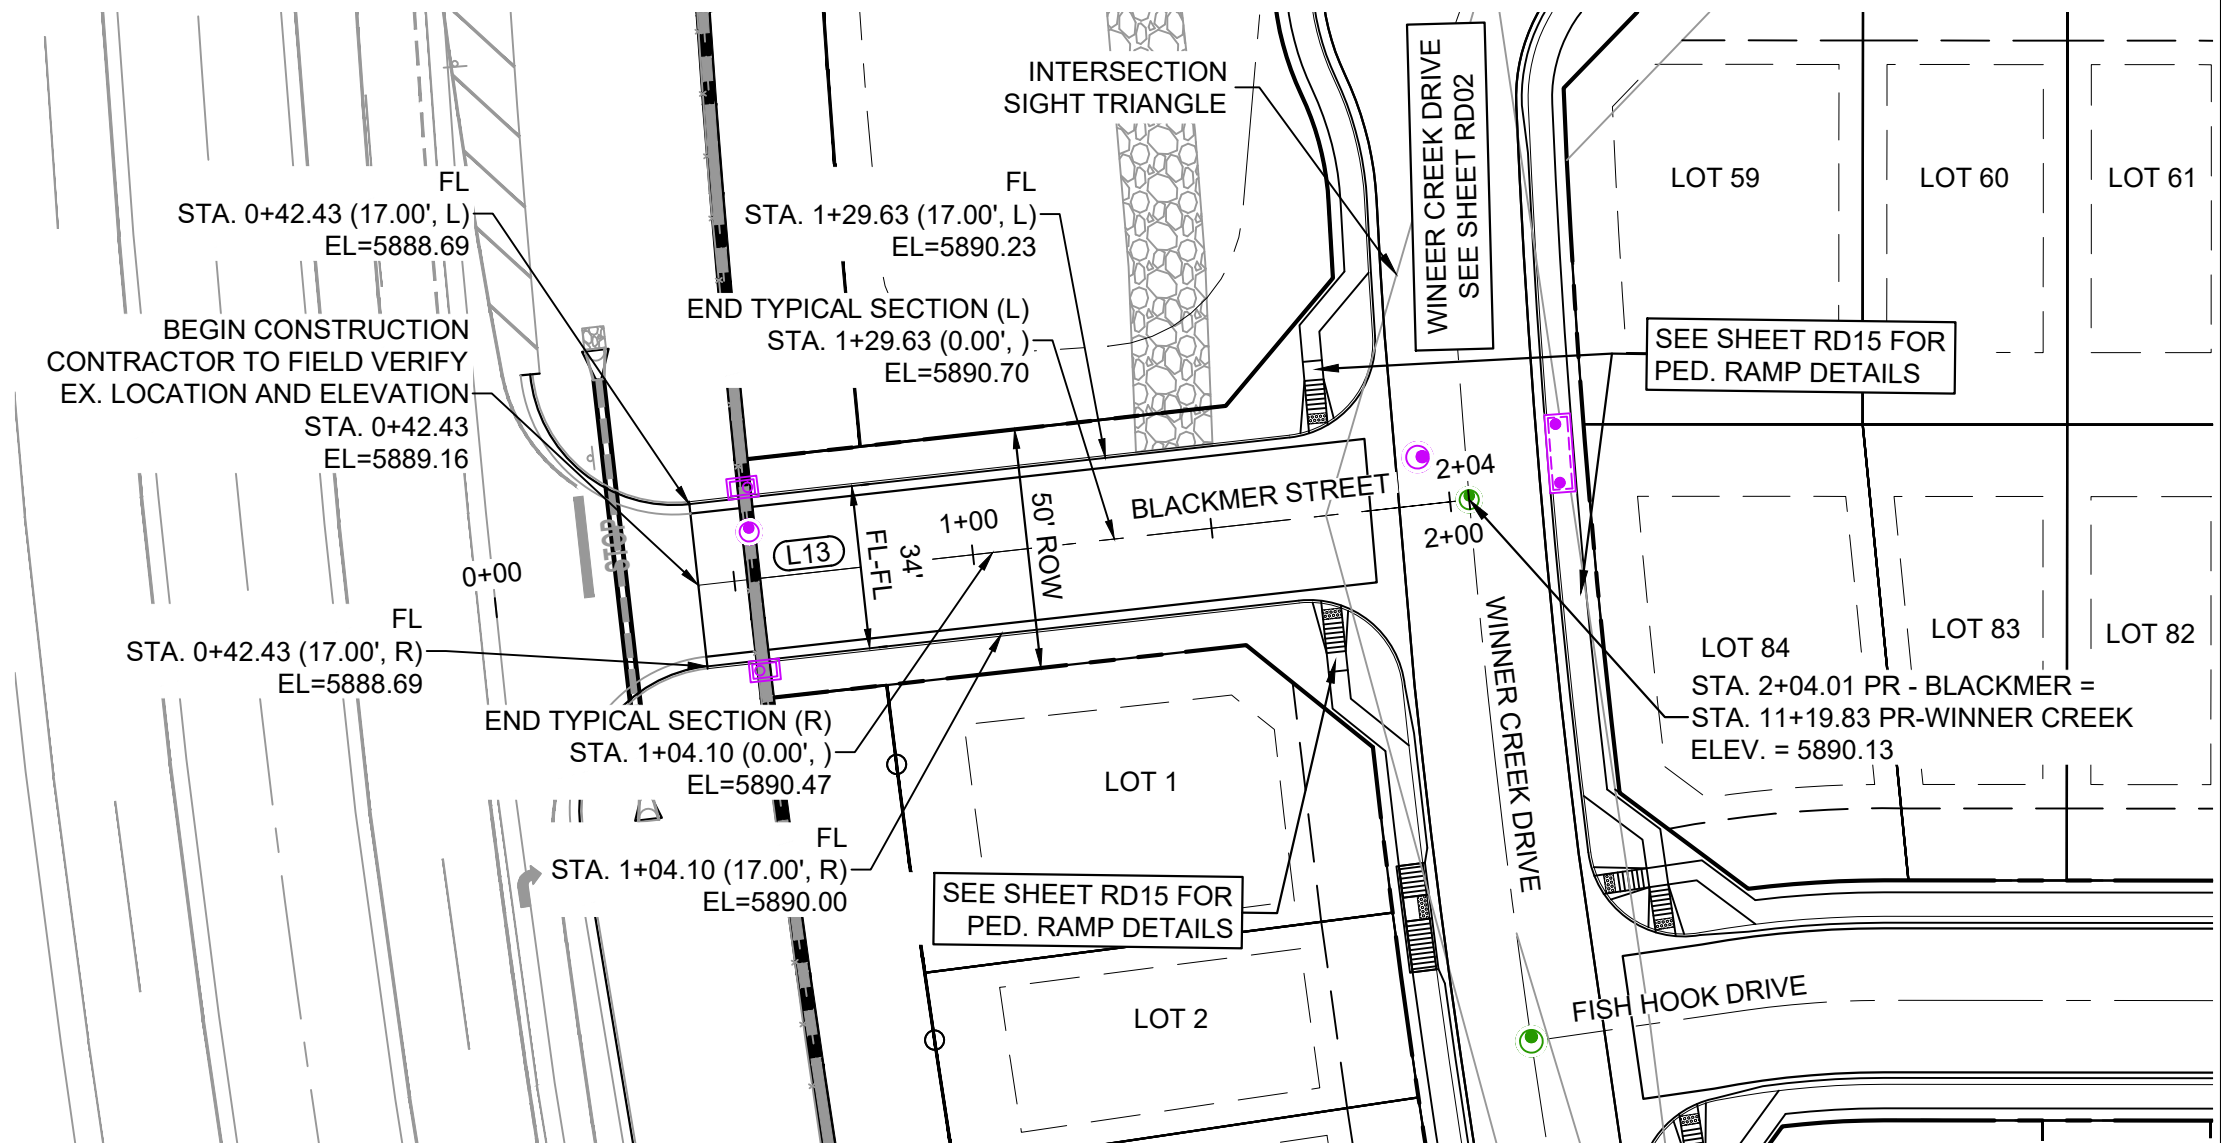 INTERSECTION
SIGHT TRIANGLE
WINEER CREEK DRIVE
SEE SHEET RD02
FL
STA. 0+42.43 (17.00', L)
EL=5888.69
FL
STA. 1+29.63 (17.00', L)
EL=5890.23
LOT 59
LOT 60
LOT 61
BEGIN CONSTRUCTION
CONTRACTOR TO FIELD VERIFY
EX. LOCATION AND ELEVATION
STA. 0+42.43
EL=5889.16
END TYPICAL SECTION (L)
STA. 1+29.63 (0.00', )
EL=5890.70
SEE SHEET RD15 FOR
PED. RAMP DETAILS
BLACKMER STREET
2+04
2+00
1+00
L13
34'
FL-FL
50' ROW
STOP
0+00
FL
STA. 0+42.43 (17.00', R)
EL=5888.69
END TYPICAL SECTION (R)
STA. 1+04.10 (0.00', )
EL=5890.47
WINNER CREEK DRIVE
LOT 84
LOT 83
LOT 82
STA. 2+04.01 PR - BLACKMER =
STA. 11+19.83 PR-WINNER CREEK
ELEV. = 5890.13
LOT 1
FL
STA. 1+04.10 (17.00', R)
EL=5890.00
SEE SHEET RD15 FOR
PED. RAMP DETAILS
LOT 2
FISH HOOK DRIVE